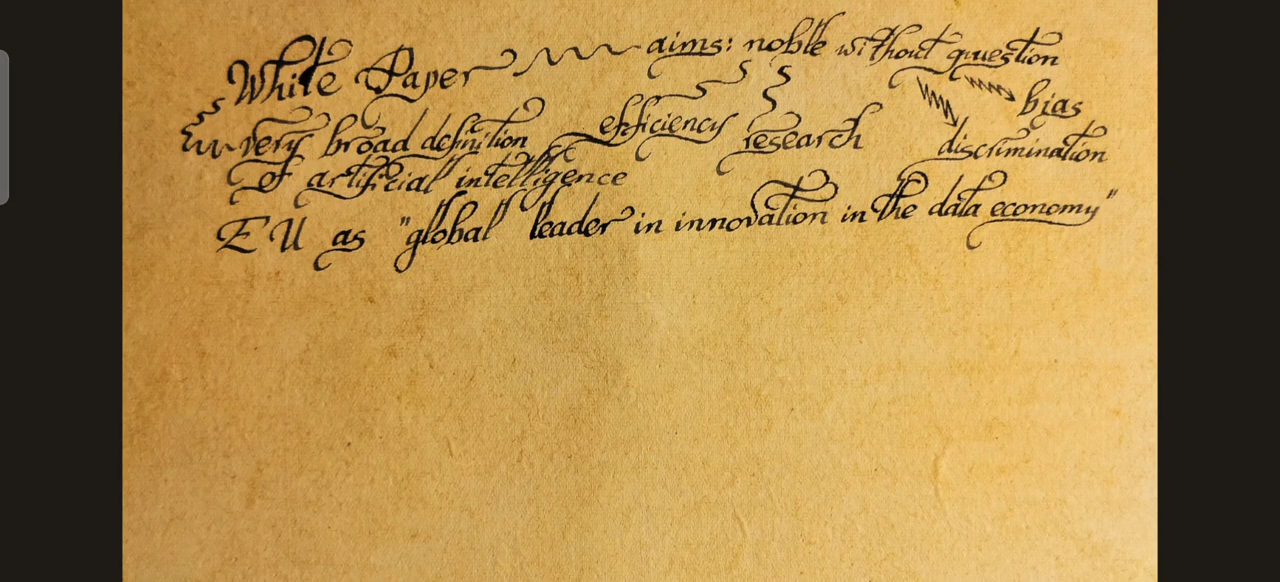 White Paper aims: noble without question
bias
very broad definition efficiency research discrimination
of artificial intelligence
EU as "global leader in innovation in the data economy"